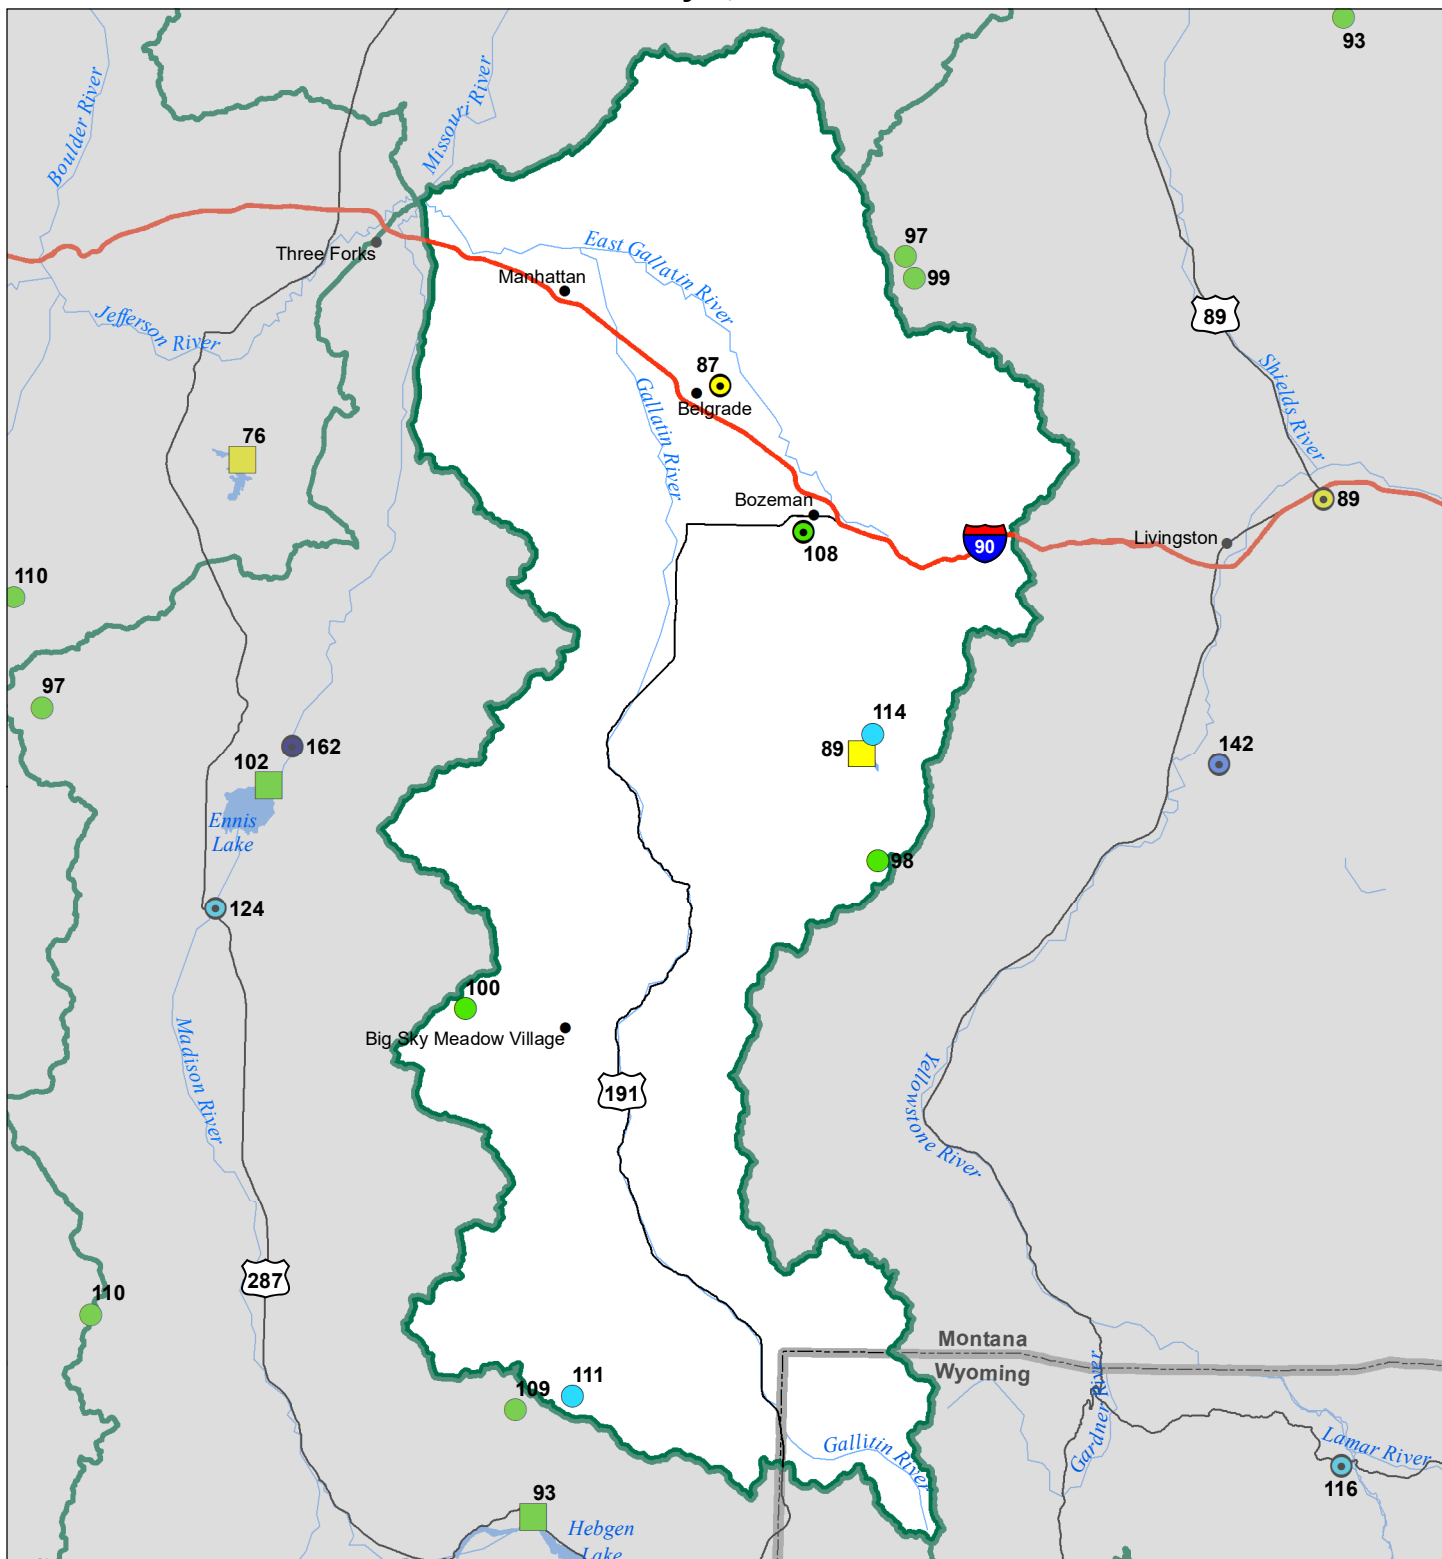 93
Boulder River
Missouri River
Three Forks
Manhattan
East Gallatin River
97
99
89
Jefferson River
Shields River
87
Belgrade
Gallatin River
76
Bozeman
108
90
Livingston
89
110
97
162
102
Ennis
Lake
114
89
142
98
124
100
Big Sky Meadow Village
Madison River
191
Yellowstone River
287
110
Montana
Wyoming
109
111
Gardner River
Gallitin River
Lamar River
116
93
Hebgen
Lake